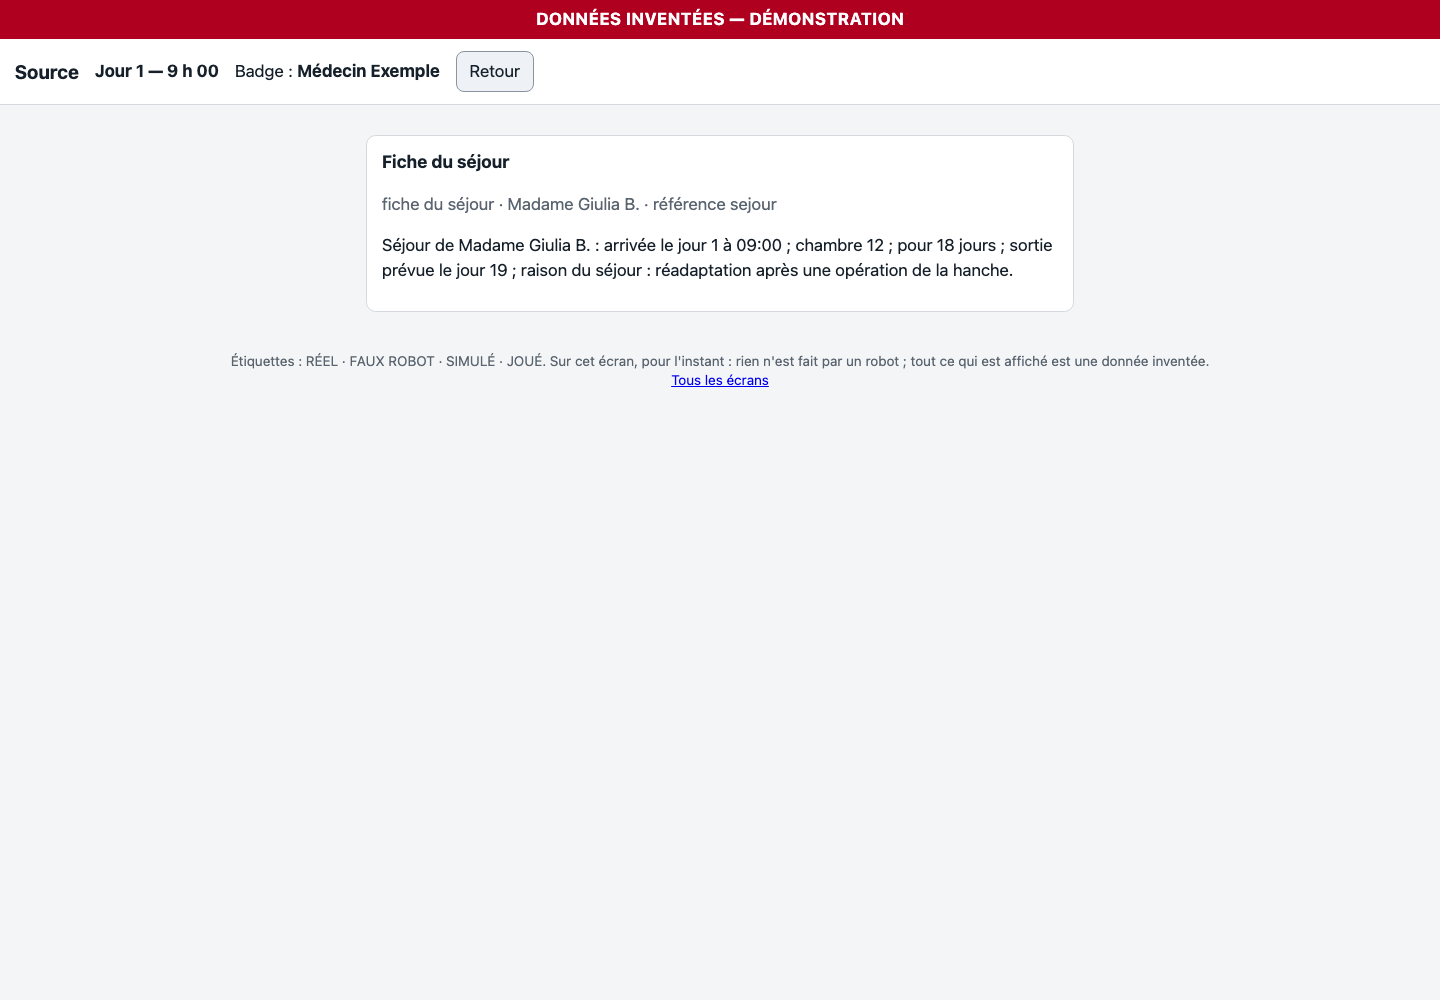 DONNÉES INVENTÉES — DÉMONSTRATION
Source Jour 1 — 9 h 00 Badge : Médecin Exemple Retour
Fiche du séjour
fiche du séjour · Madame Giulia B. · référence sejour
Séjour de Madame Giulia B. : arrivée le jour 1 à 09:00 ; chambre 12 ; pour 18 jours ; sortie
prévue le jour 19 ; raison du séjour : réadaptation après une opération de la hanche.
Étiquettes : RÉEL · FAUX ROBOT · SIMULÉ · JOUÉ. Sur cet écran, pour l'instant : rien n'est fait par un robot ; tout ce qui est affiché est une donnée inventée.
Tous les écrans